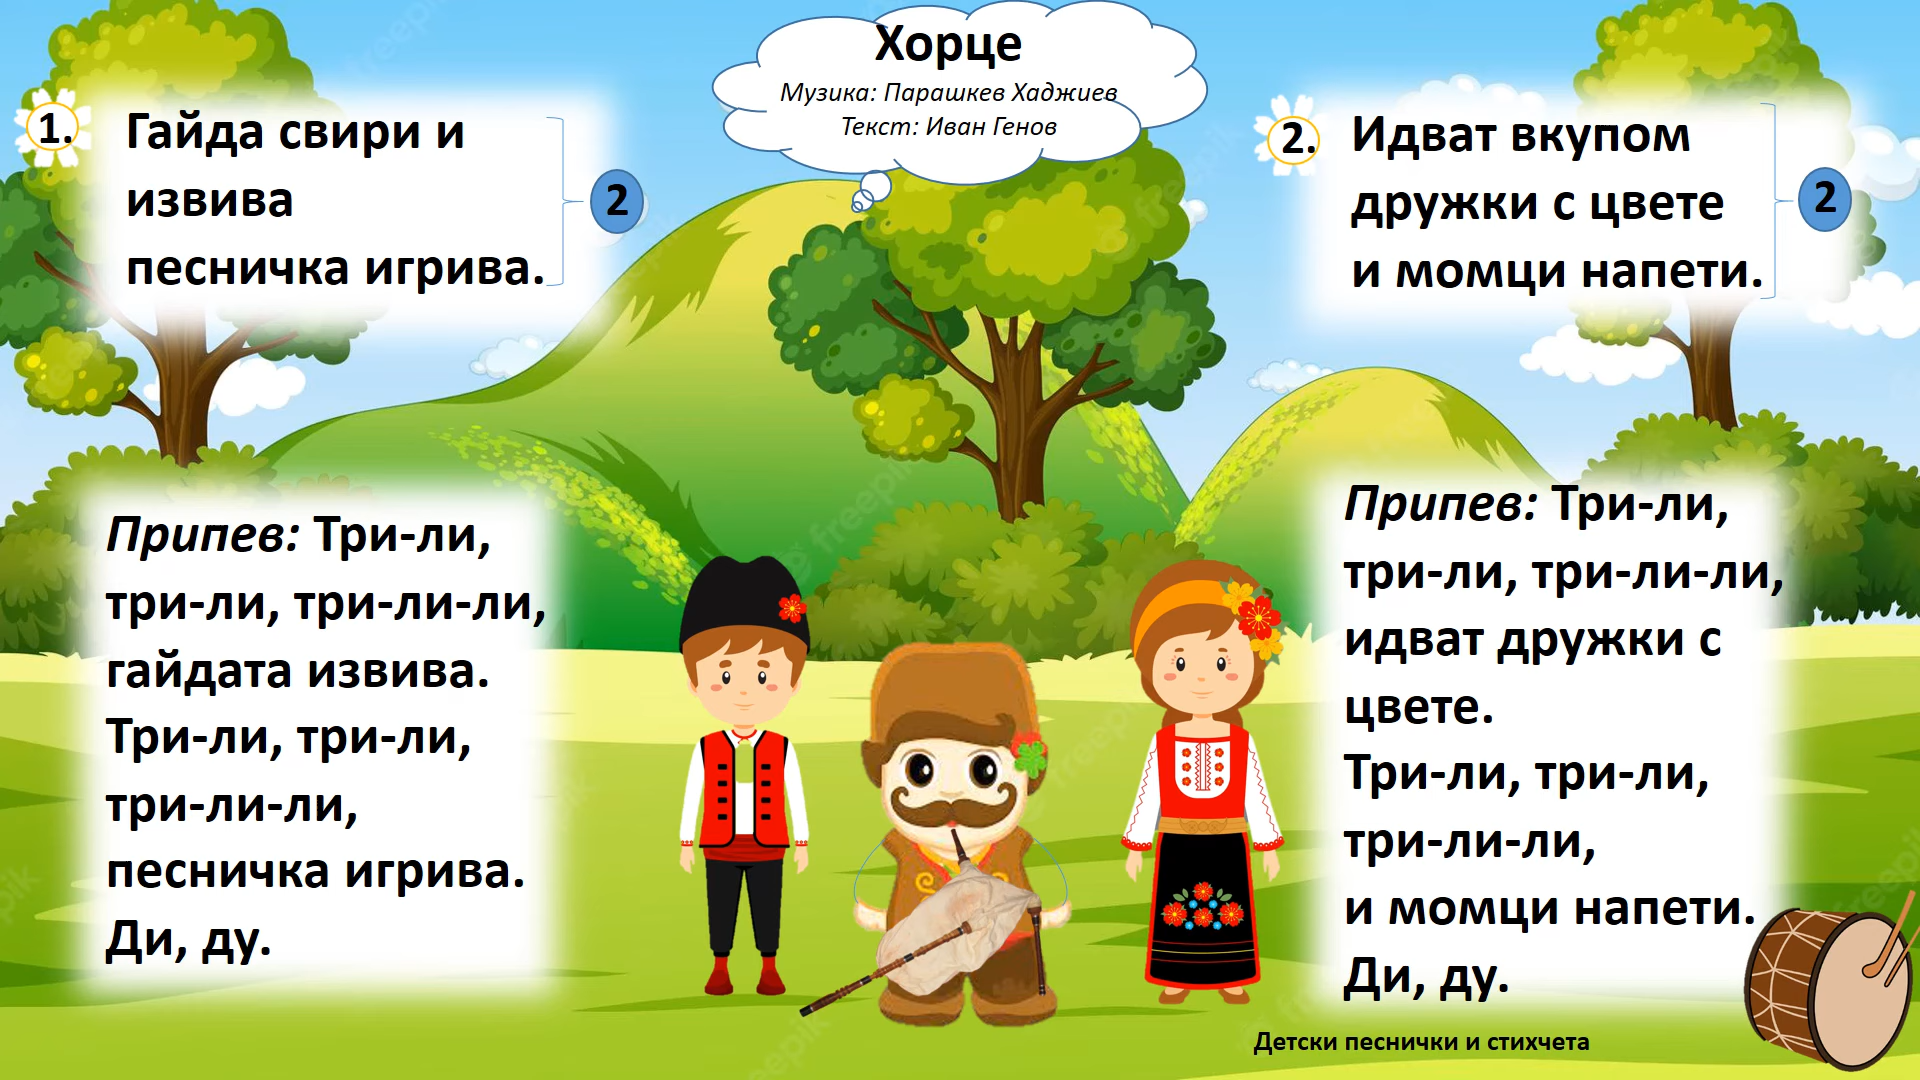 Хорце
Музика: Парашкев Хаджиев
Текст: Иван Генов
1. Гайда свири и
извива
песничка игрива.
2
Припев: Три-ли,
три-ли, три-ли-ли,
гайдата извива.
Три-ли, три-ли,
три-ли-ли,
песничка игрива.
Ди, ду.
2. Идват вкупом
дружки с цвете
и момци напети.
2
Припев: Три-ли,
три-ли, три-ли-ли,
идват дружки с
цвете.
Три-ли, три-ли,
три-ли-ли,
и момци напети.
Ди, ду.
Детски песнички и стихчета